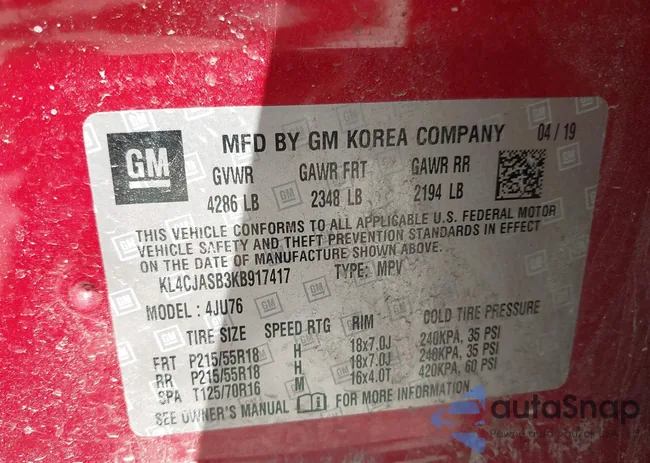 GM
MFD BY GM KOREA COMPANY 04 / 19
GVWR GAWR FRT GAWR RR
4286 LB 2348 LB 2194 LB
THIS VEHICLE CONFORMS TO ALL APPLICABLE U.S. FEDERAL MOTOR
VEHICLE SAFETY AND THEFT PREVENTION STANDARDS IN EFFECT
ON THE DATE OF MANUFACTURE SHOWN ABOVE.
KL4CJASB3KB917417 TYPE: MPV
MODEL: 4JU76
TIRE SIZE SPEED RTG RIM COLD TIRE PRESSURE
FRT P215/55R18 H 18x7.0J 240KPA, 35 PSI
RR P215/55R18 H 18x7.0J 240KPA, 35 PSI
SPA T125/70R16 M 16x4.0T 420KPA, 60 PSI
SEE OWNER'S MANUAL FOR MORE INFORMATION
autoSnap